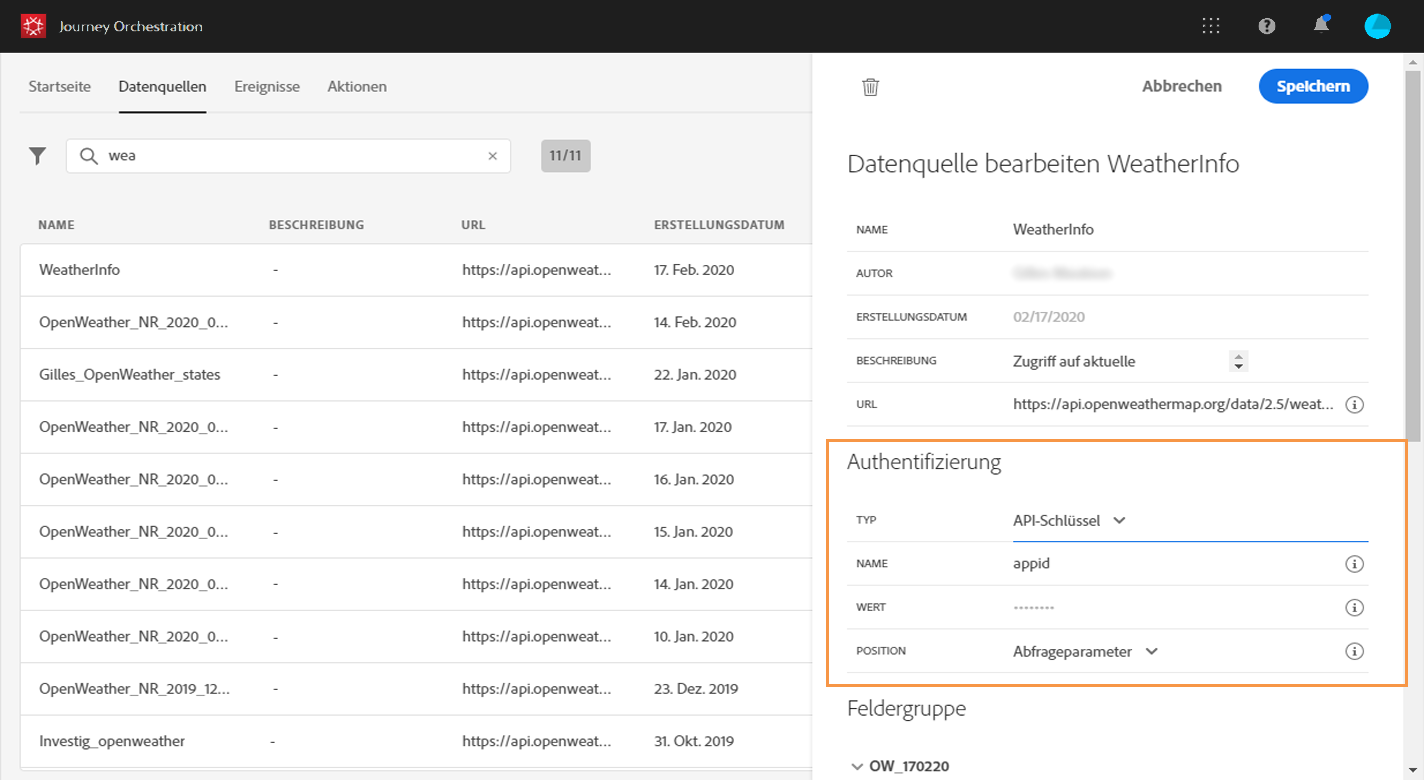 Journey Orchestration
Startseite Datenquellen Ereignisse Aktionen
wea 11/11
NAME BESCHREIBUNG URL ERSTELLUNGSDATUM
WeatherInfo - https://api.openweat... 17. Feb. 2020
OpenWeather_NR_2020_0... - https://api.openweat... 14. Feb. 2020
Gilles_OpenWeather_states - https://api.openweat... 22. Jan. 2020
OpenWeather_NR_2020_0... - https://api.openweat... 17. Jan. 2020
OpenWeather_NR_2020_0... - https://api.openweat... 16. Jan. 2020
OpenWeather_NR_2020_0... - https://api.openweat... 15. Jan. 2020
OpenWeather_NR_2020_0... - https://api.openweat... 14. Jan. 2020
OpenWeather_NR_2020_0... - https://api.openweat... 10. Jan. 2020
OpenWeather_NR_2019_12... - https://api.openweat... 23. Dez. 2019
Investig_openweather - https://api.openweat... 31. Okt. 2019
Abbrechen Speichern
Datenquelle bearbeiten WeatherInfo
NAME WeatherInfo
AUTOR
ERSTELLUNGSDATUM 02/17/2020
BESCHREIBUNG Zugriff auf aktuelle
URL https://api.openweathermap.org/data/2.5/weat...
Authentifizierung
TYP API-Schlüssel
NAME appid
WERT --------
POSITION Abfrageparameter
Feldergruppe
OW_170220